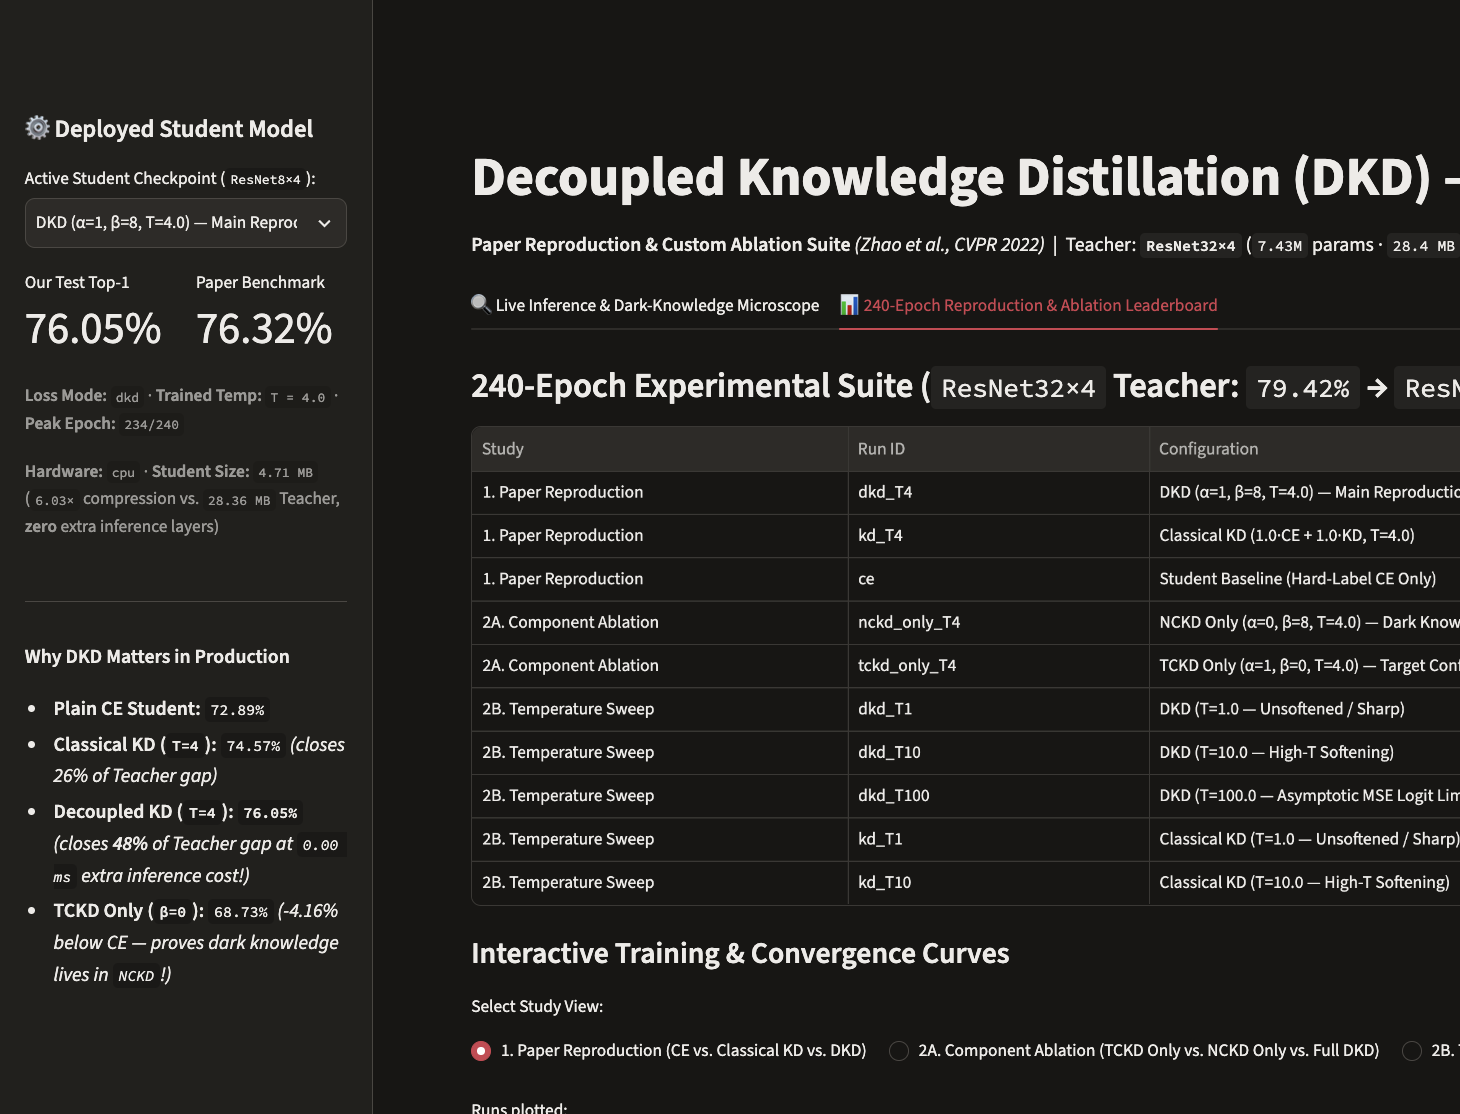 Deployed Student Model
Active Student Checkpoint ( ResNet8×4 ):
DKD (α=1, β=8, T=4.0) — Main
Our Test Top-1 Paper Benchmark
76.05% 76.32%
Loss Mode: dkd · Trained Temp: T = 4.0 ·
Peak Epoch: 234/240
Hardware: cpu · Student Size: 4.71 MB
( 6.03× compression vs. 28.36 MB Teacher,
zero extra inference layers)
Why DKD Matters in Production
• Plain CE Student: 72.89%
• Classical KD ( T=4 ): 74.57% (closes
26% of Teacher gap)
• Decoupled KD ( T=4 ): 76.05%
(closes 48% of Teacher gap at 0.00
ms extra inference cost!)
• TCKD Only ( β=0 ): 68.73% (-4.16%
below CE — proves dark knowledge
lives in NCKD !)
Decoupled Knowledge Distillation (DKD) –
Paper Reproduction & Custom Ablation Suite (Zhao et al., CVPR 2022) | Teacher: ResNet32×4 ( 7.43M params · 28.4 MB
Live Inference & Dark-Knowledge Microscope 240-Epoch Reproduction & Ablation Leaderboard
240-Epoch Experimental Suite ( ResNet32×4 Teacher: 79.42% →
Study Run ID Configuration
1. Paper Reproduction dkd_T4 DKD (α=1, β=8, T=4.0) — Main
1. Paper Reproduction kd_T4 Classical KD (1.0·CE + 1.0·KD, T=4.0)
1. Paper Reproduction ce Student Baseline (Hard-Label CE Only)
2A. Component Ablation nckd_only_T4 NCKD Only (α=0, β=8, T=4.0) — Dark
2A. Component Ablation tckd_only_T4 TCKD Only (α=1, β=0, T=4.0) — Target
2B. Temperature Sweep dkd_T1 DKD (T=1.0 — Unsoftened / Sharp)
2B. Temperature Sweep dkd_T10 DKD (T=10.0 — High-T Softening)
2B. Temperature Sweep dkd_T100 DKD (T=100.0 — Asymptotic MSE Logit
2B. Temperature Sweep kd_T1 Classical KD (T=1.0 — Unsoftened / Sharp)
2B. Temperature Sweep kd_T10 Classical KD (T=10.0 — High-T Softening)
Interactive Training & Convergence Curves
Select Study View:
1. Paper Reproduction (CE vs. Classical KD vs. DKD) 2A. Component Ablation (TCKD Only vs. NCKD Only vs. Full DKD) 2B.
Runs plotted: